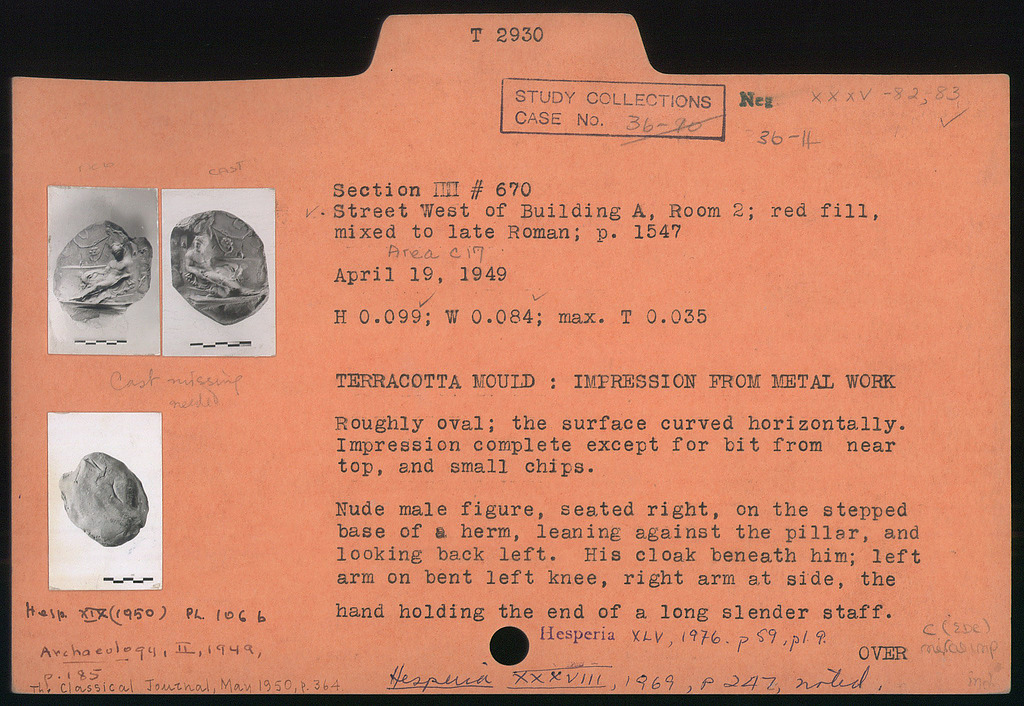 T 2930
STUDY COLLECTIONS
CASE No. 36-90
Neg XXXV-82,83
36-11
CAST
Section III # 670
Street West of Building A, Room 2; red fill,
mixed to late Roman; p. 1547
Area C17
April 19, 1949
H 0.099; W 0.084; max. T 0.035
Cast missing
needed
TERRACOTTA MOULD : IMPRESSION FROM METAL WORK
Roughly oval; the surface curved horizontally.
Impression complete except for bit from near
top, and small chips.
Nude male figure, seated right, on the stepped
base of a herm, leaning against the pillar, and
looking back left. His cloak beneath him; left
arm on bent left knee, right arm at side, the
hand holding the end of a long slender staff.
Hesp. XIX (1950) PL. 106 b
Archaeology, II, 1949,
p. 185
The Classical Journal, May 1950, p. 364
Hesperia XLV, 1976. p 59, pl 9.
OVER
C (EDC)
Hesperia XXXVIII, 1969, p 247, noted.